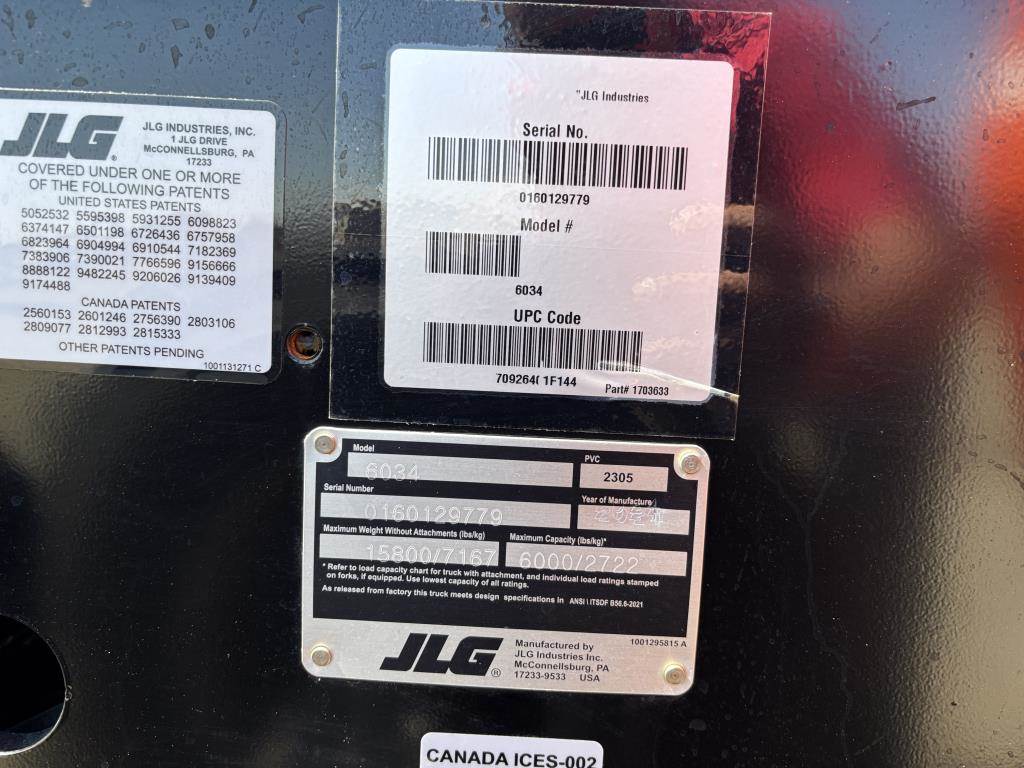 JLG®
JLG INDUSTRIES, INC.
1 JLG DRIVE
McCONNELLSBURG, PA
17233
COVERED UNDER ONE OR MORE
OF THE FOLLOWING PATENTS
UNITED STATES PATENTS
5052532 5595398 5931255 6098823
6374147 6501198 6726436 6757958
6823964 6904994 6910544 7182369
7383906 7390021 7766596 9156666
8888122 9482245 9206026 9139409
9174488
CANADA PATENTS
2560153 2601246 2756390 2803106
2809077 2812993 2815333
OTHER PATENTS PENDING
1001131271 C
"JLG Industries
Serial No.
0160129779
Model #
6034
UPC Code
7092640 1F144
Part# 1703633
Model
6034
PVC
2305
Serial Number
0160129779
Year of Manufacture
Maximum Weight Without Attachments (lbs/kg)
15800/7167
Maximum Capacity (lbs/kg)*
6000/2722
* Refer to load capacity chart for truck with attachment, and individual load ratings stamped
on forks, if equipped. Use lowest capacity of all ratings.
As released from factory this truck meets design specifications in ANSI \ ITSDF B56.6-2021
JLG®
Manufactured by
JLG Industries Inc.
McConnellsburg, PA
17233-9533 USA
1001295815 A
CANADA ICES-002